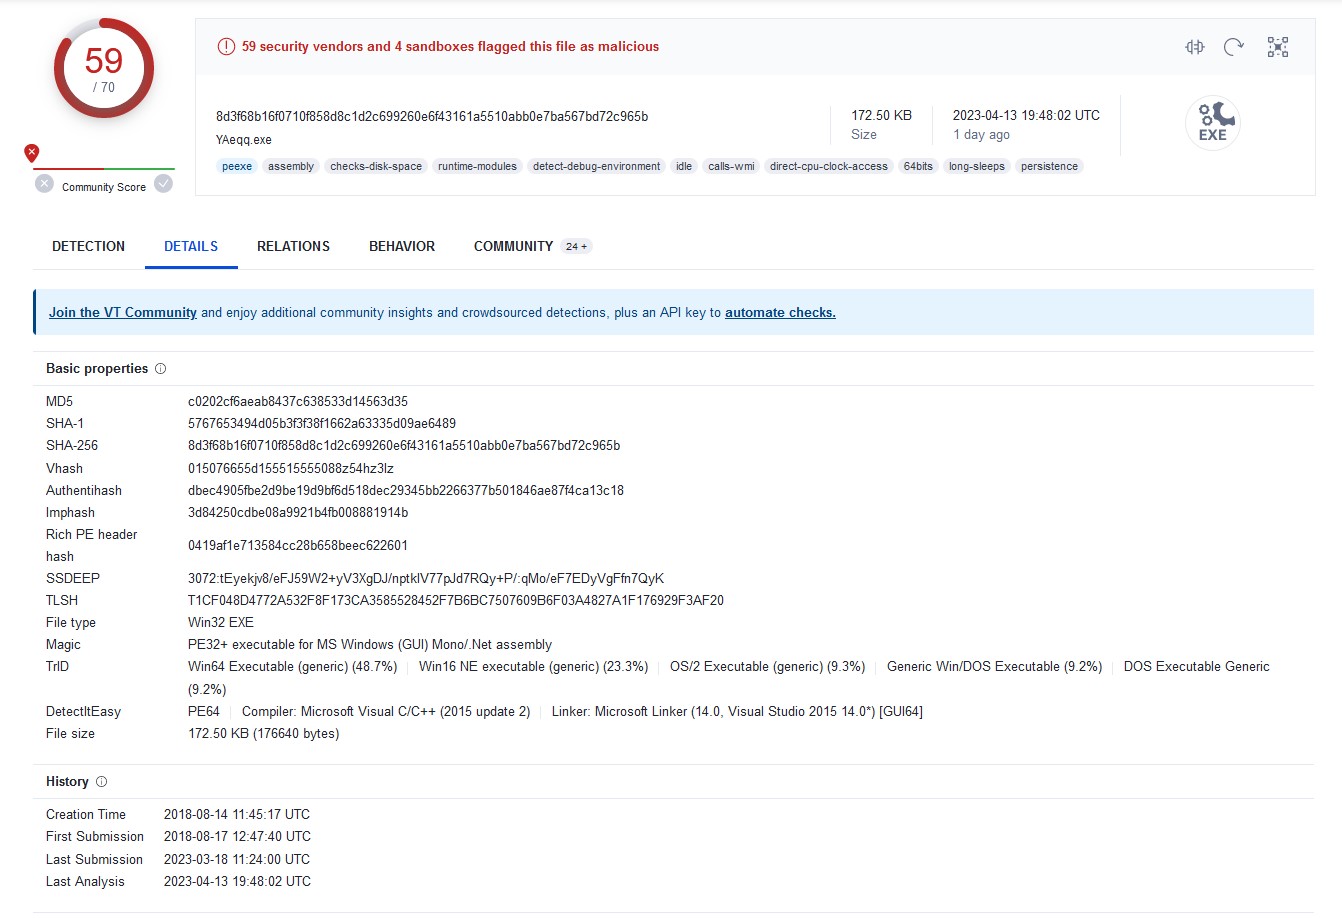 59
/ 70
Community Score
59 security vendors and 4 sandboxes flagged this file as malicious
8d3f68b16f0710f858d8c1d2c699260e6f43161a5510abb0e7ba567bd72c965b
YAeqq.exe
172.50 KB
Size
2023-04-13 19:48:02 UTC
1 day ago
EXE
peexe assembly checks-disk-space runtime-modules detect-debug-environment idle calls-wmi direct-cpu-clock-access 64bits long-sleeps persistence
DETECTION DETAILS RELATIONS BEHAVIOR COMMUNITY 24 +
Join the VT Community and enjoy additional community insights and crowdsourced detections, plus an API key to automate checks.
Basic properties
MD5 c0202cf6aeab8437c638533d14563d35
SHA-1 5767653494d05b3f3f38f1662a63335d09ae6489
SHA-256 8d3f68b16f0710f858d8c1d2c699260e6f43161a5510abb0e7ba567bd72c965b
Vhash 015076655d155515555088z54hz3lz
Authentihash dbec4905fbe2d9be19d9bf6d518dec29345bb2266377b501846ae87f4ca13c18
Imphash 3d84250cdbe08a9921b4fb008881914b
Rich PE header hash 0419af1e713584cc28b658beec622601
SSDEEP 3072:tEyekjv8/eFJ59W2+yV3XgDJ/nptklV77pJd7RQy+P/:qMo/eF7EDyVgFfn7QyK
TLSH T1CF048D4772A532F8F173CA3585528452F7B6BC7507609B6F03A4827A1F176929F3AF20
File type Win32 EXE
Magic PE32+ executable for MS Windows (GUI) Mono/.Net assembly
TrID Win64 Executable (generic) (48.7%) Win16 NE executable (generic) (23.3%) OS/2 Executable (generic) (9.3%) Generic Win/DOS Executable (9.2%) DOS Executable Generic
(9.2%)
DetectItEasy PE64 Compiler: Microsoft Visual C/C++ (2015 update 2) Linker: Microsoft Linker (14.0, Visual Studio 2015 14.0*) [GUI64]
File size 172.50 KB (176640 bytes)
History
Creation Time 2018-08-14 11:45:17 UTC
First Submission 2018-08-17 12:47:40 UTC
Last Submission 2023-03-18 11:24:00 UTC
Last Analysis 2023-04-13 19:48:02 UTC